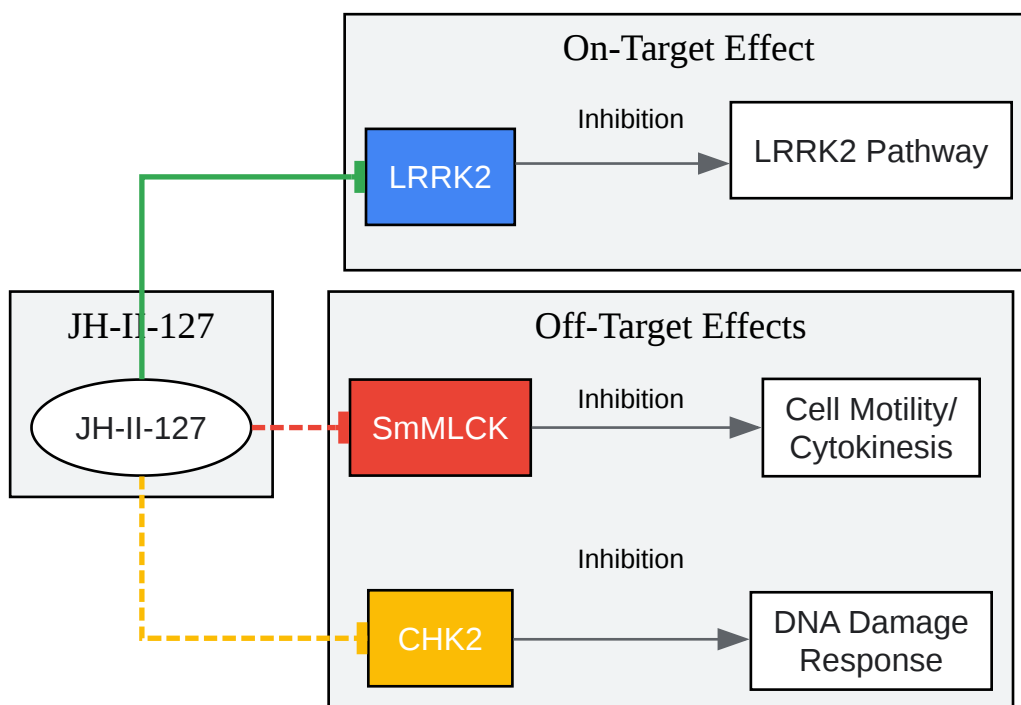 On-Target Effect
Inhibition
LRRK2
LRRK2 Pathway
JH-II-127
JH-II-127
Off-Target Effects
Inhibition
SmMLCK
Cell Motility/
Cytokinesis
Inhibition
CHK2
DNA Damage
Response